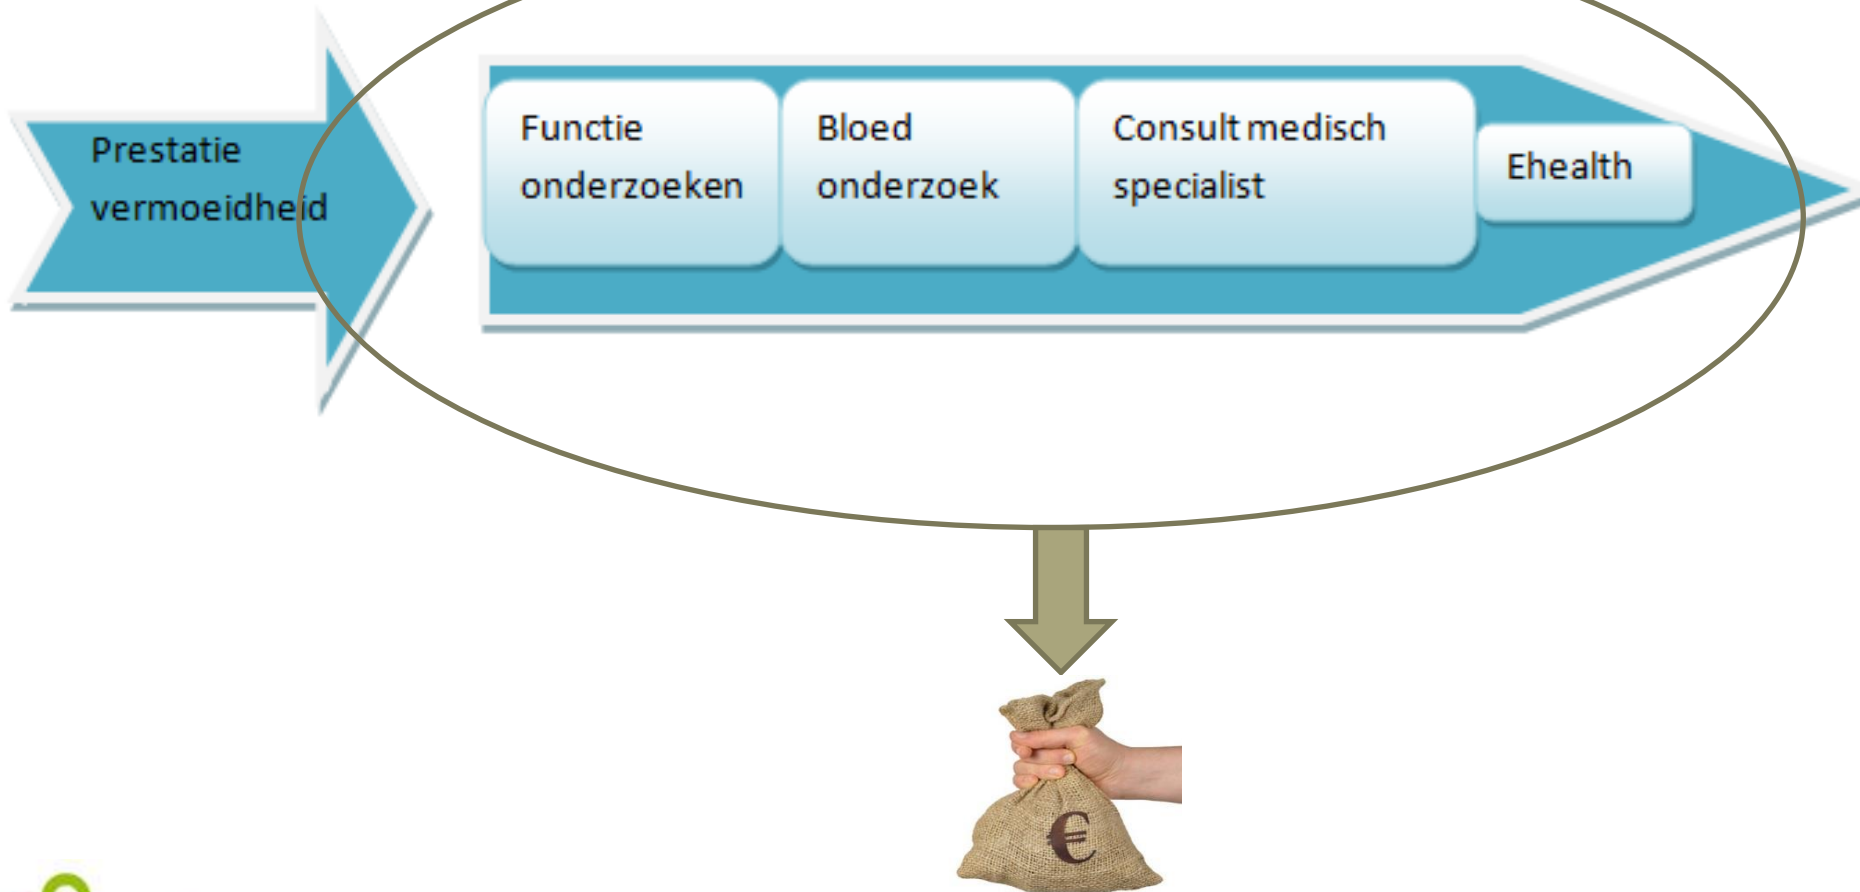 Prestatie
vermoeidheid
Functie
onderzoeken
Bloed
onderzoek
Consult medisch
specialist
Ehealth
€